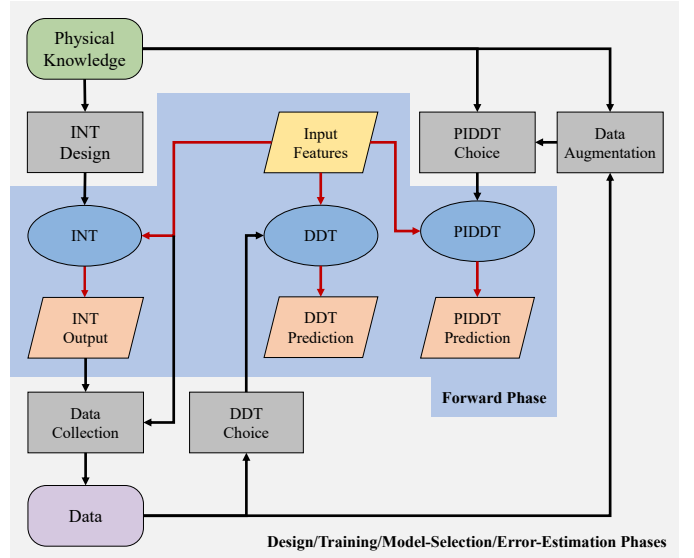 Physical
Knowledge
INT
Design
Input
Features
PIDDT
Choice
Data
Augmentation
INT
DDT
PIDDT
INT
Output
DDT
Prediction
PIDDT
Prediction
Forward Phase
Data
Collection
DDT
Choice
Data
Design/Training/Model-Selection/Error-Estimation Phases